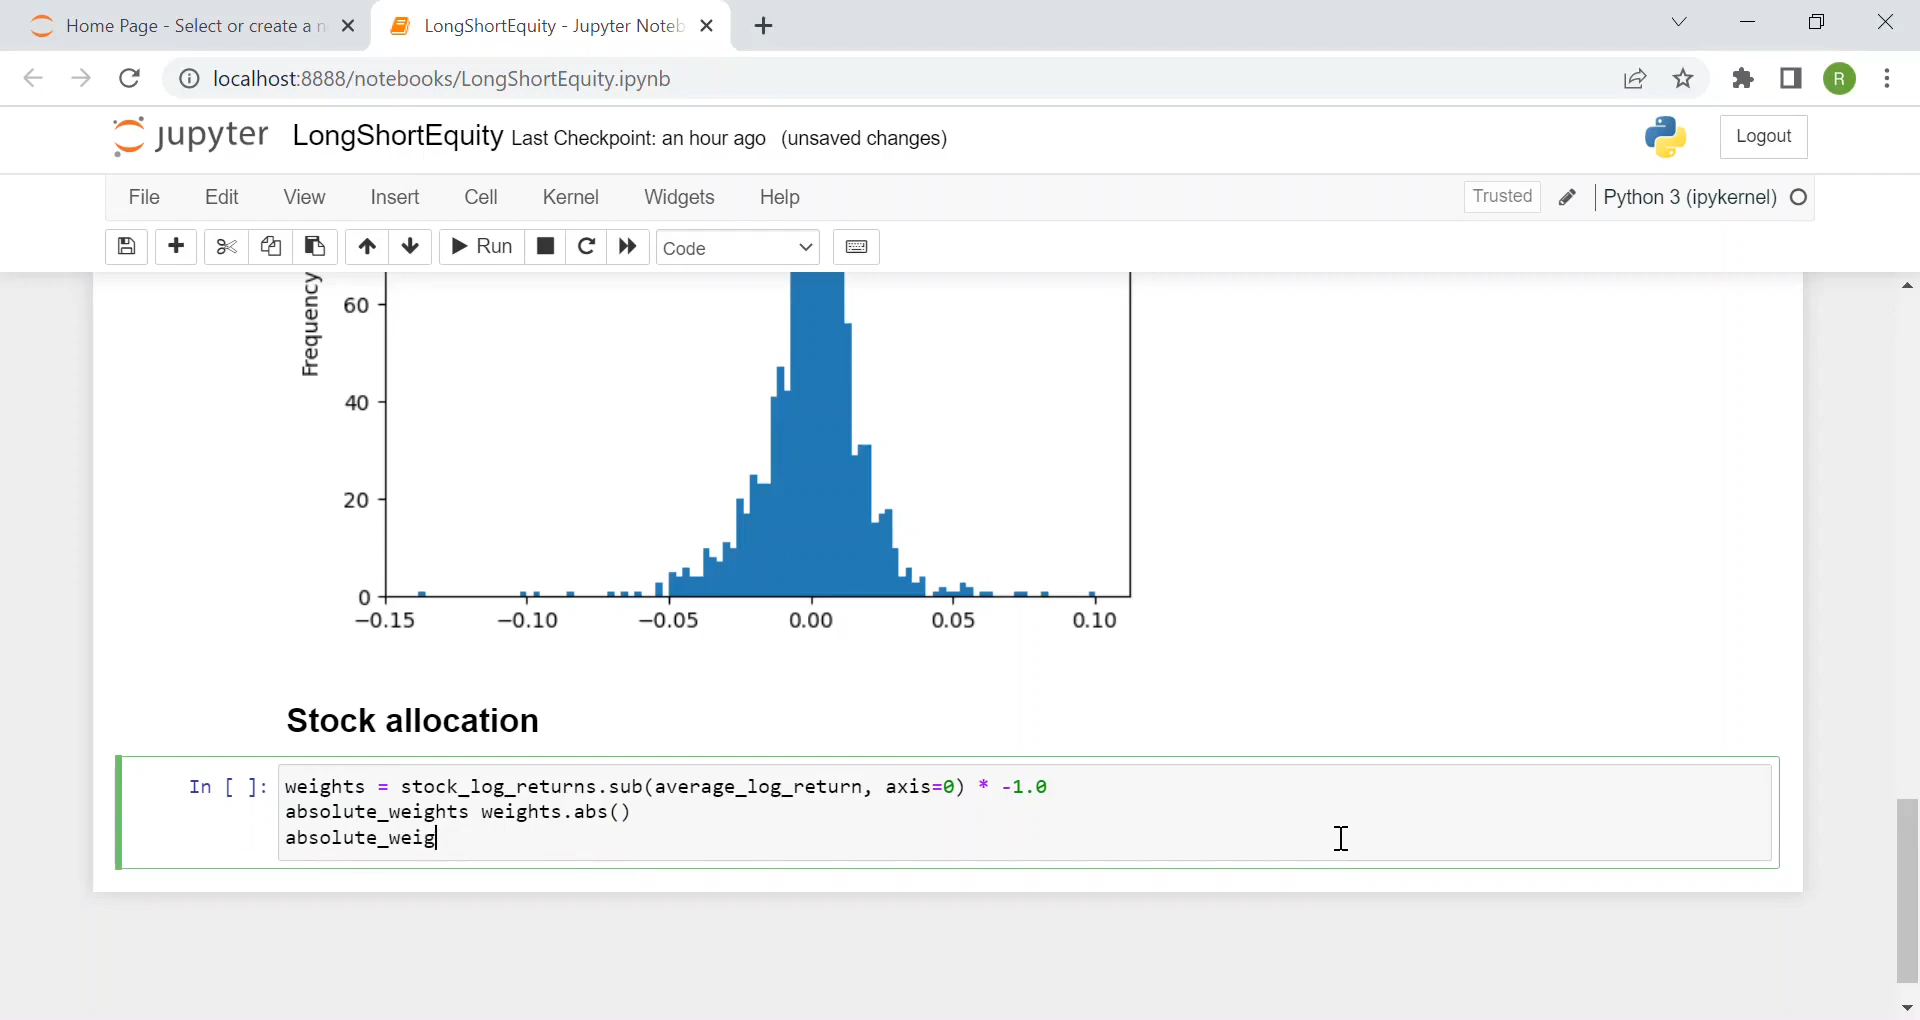 Home Page - Select or create a n
LongShortEquity - Jupyter Noteb
localhost:8888/notebooks/LongShortEquity.ipynb
R
jupyter LongShortEquity Last Checkpoint: an hour ago (unsaved changes)
Logout
File Edit View Insert Cell Kernel Widgets Help
Trusted
Python 3 (ipykernel)
Run
Code
Frequency
60
40
20
0
−0.15 −0.10 −0.05 0.00 0.05 0.10
Stock allocation
In [ ]: weights = stock_log_returns.sub(average_log_return, axis=0) * -1.0
absolute_weights weights.abs()
absolute_weig